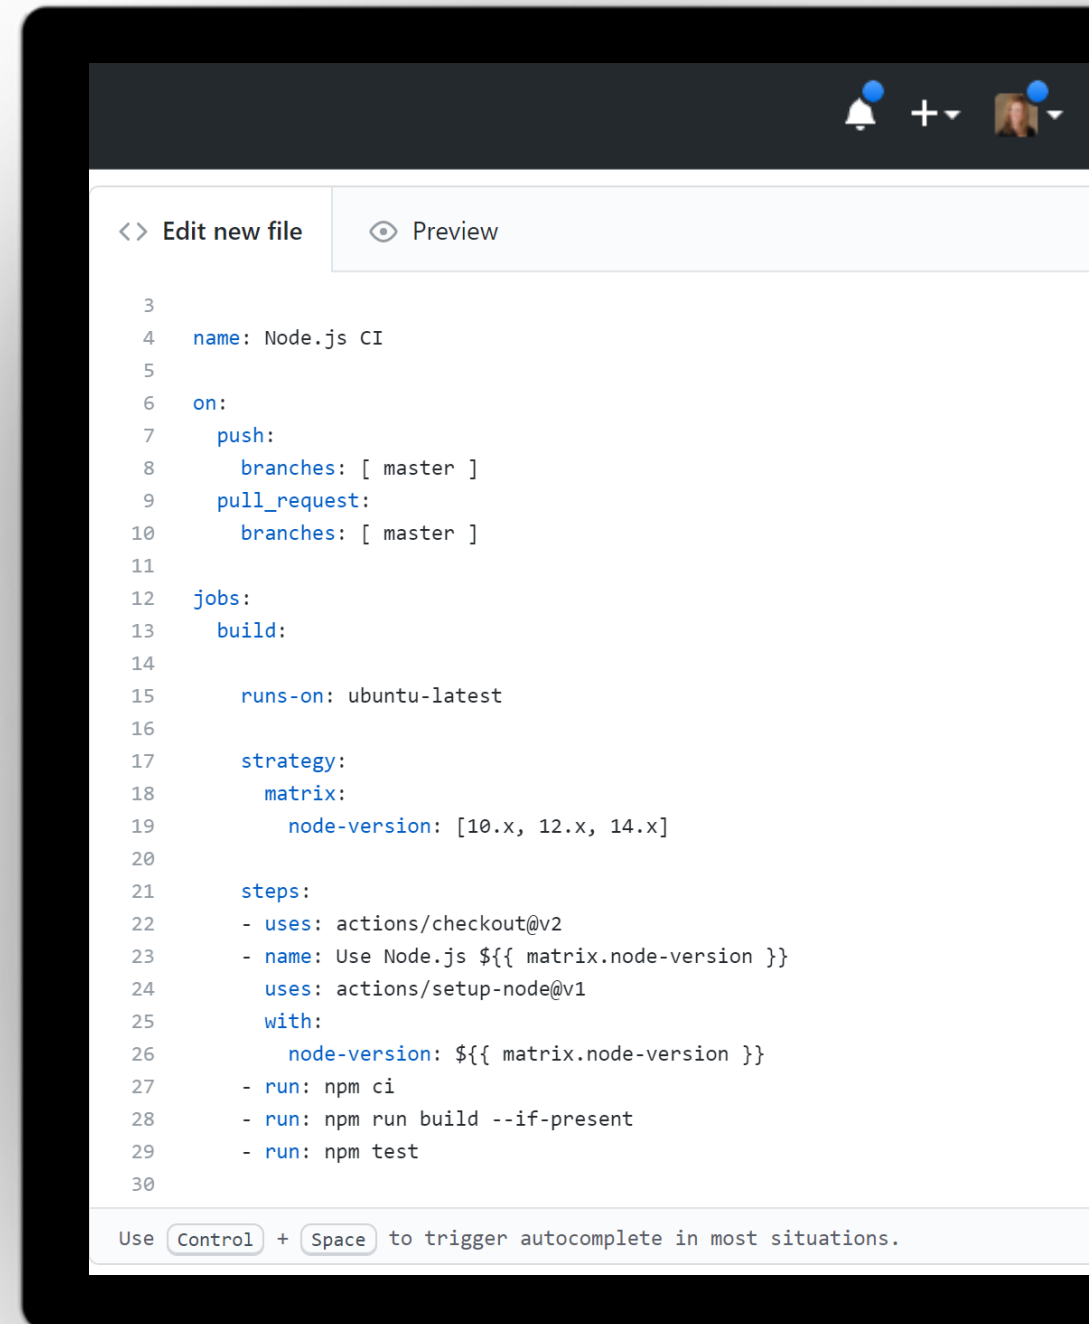 Edit new file Preview
3
4 name: Node.js CI
5
6 on:
7   push:
8     branches: [ master ]
9   pull_request:
10     branches: [ master ]
11
12 jobs:
13   build:
14
15     runs-on: ubuntu-latest
16
17     strategy:
18       matrix:
19         node-version: [10.x, 12.x, 14.x]
20
21     steps:
22     - uses: actions/checkout@v2
23     - name: Use Node.js ${{ matrix.node-version }}
24       uses: actions/setup-node@v1
25       with:
26         node-version: ${{ matrix.node-version }}
27     - run: npm ci
28     - run: npm run build --if-present
29     - run: npm test
30
Use Control + Space to trigger autocomplete in most situations.